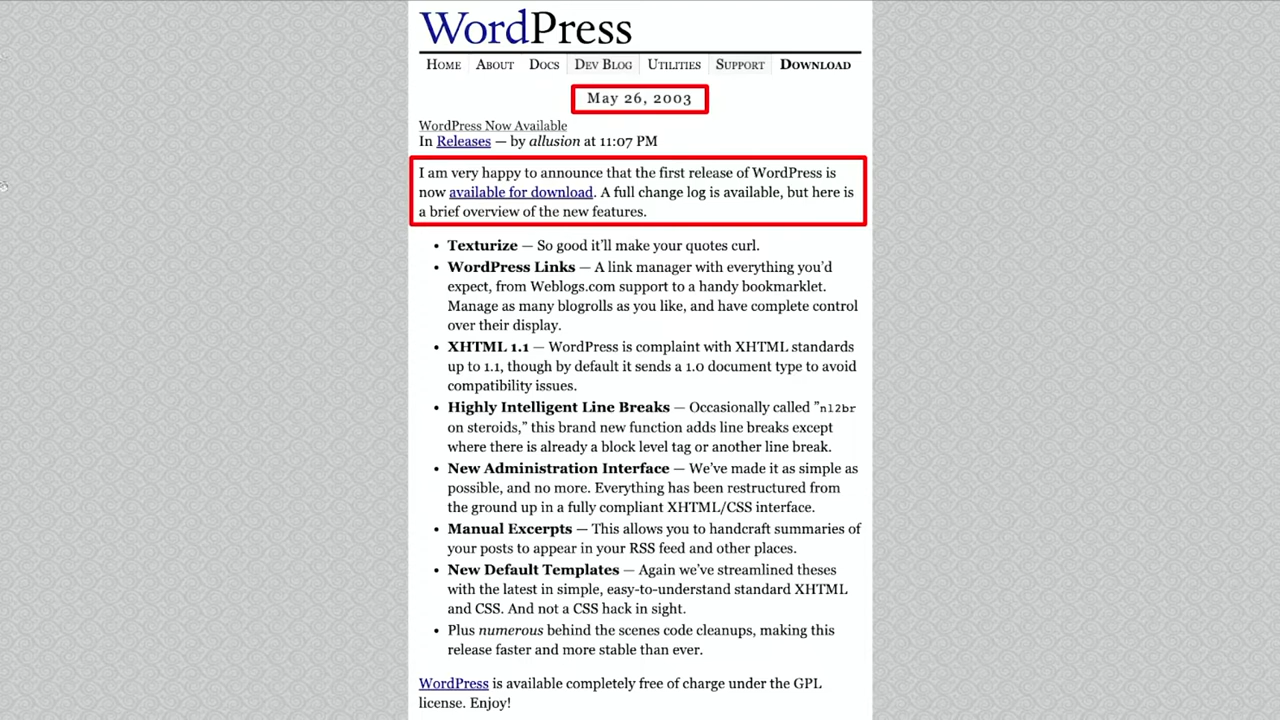 WordPress
HOME ABOUT DOCS DEV BLOG UTILITIES SUPPORT DOWNLOAD
May 26, 2003
WordPress Now Available
In Releases — by allusion at 11:07 PM
I am very happy to announce that the first release of WordPress is
now available for download. A full change log is available, but here is
a brief overview of the new features.
• Texturize — So good it’ll make your quotes curl.
• WordPress Links — A link manager with everything you’d
expect, from Weblogs.com support to a handy bookmarklet.
Manage as many blogrolls as you like, and have complete control
over their display.
• XHTML 1.1 — WordPress is complaint with XHTML standards
up to 1.1, though by default it sends a 1.0 document type to avoid
compatibility issues.
• Highly Intelligent Line Breaks — Occasionally called ”nl2br
on steroids,” this brand new function adds line breaks except
where there is already a block level tag or another line break.
• New Administration Interface — We’ve made it as simple as
possible, and no more. Everything has been restructured from
the ground up in a fully compliant XHTML/CSS interface.
• Manual Excerpts — This allows you to handcraft summaries of
your posts to appear in your RSS feed and other places.
• New Default Templates — Again we’ve streamlined theses
with the latest in simple, easy-to-understand standard XHTML
and CSS. And not a CSS hack in sight.
• Plus numerous behind the scenes code cleanups, making this
release faster and more stable than ever.
WordPress is available completely free of charge under the GPL
license. Enjoy!